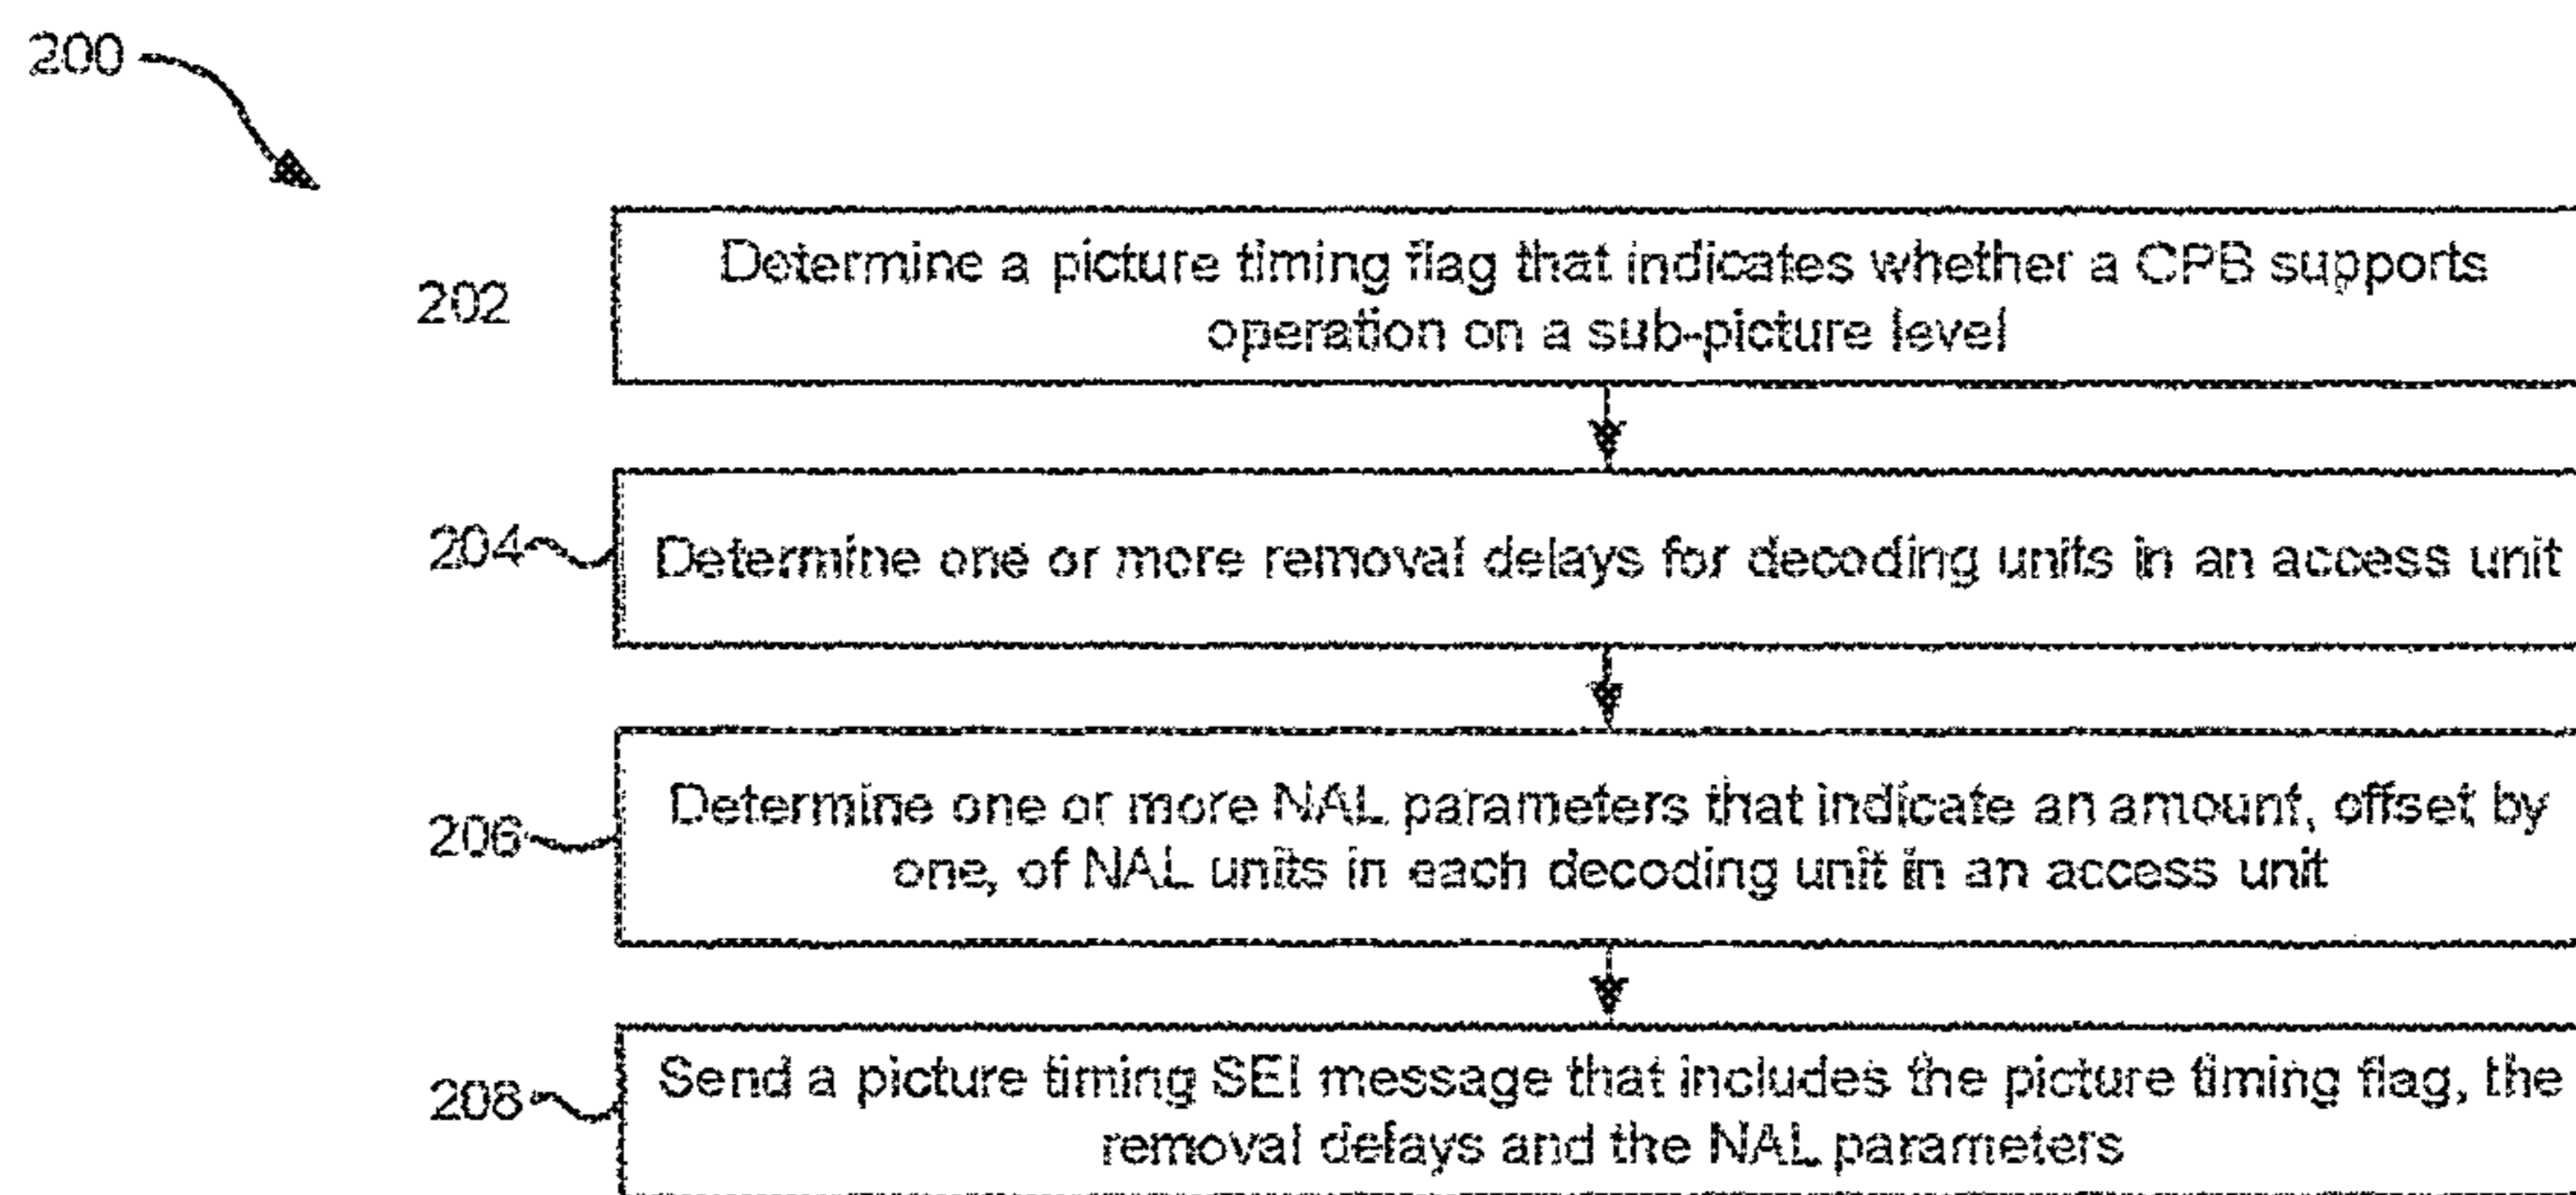 200
202
Determine a picture timing flag that indicates whether a CPB supports
operation on a sub-picture level
204
Determine one or more removal delays for decoding units in an access unit
206
Determine one or more NAL parameters that indicate an amount, offset by
one, of NAL units in each decoding unit in an access unit
208
Send a picture timing SEI message that includes the picture timing flag, the
removal delays and the NAL parameters